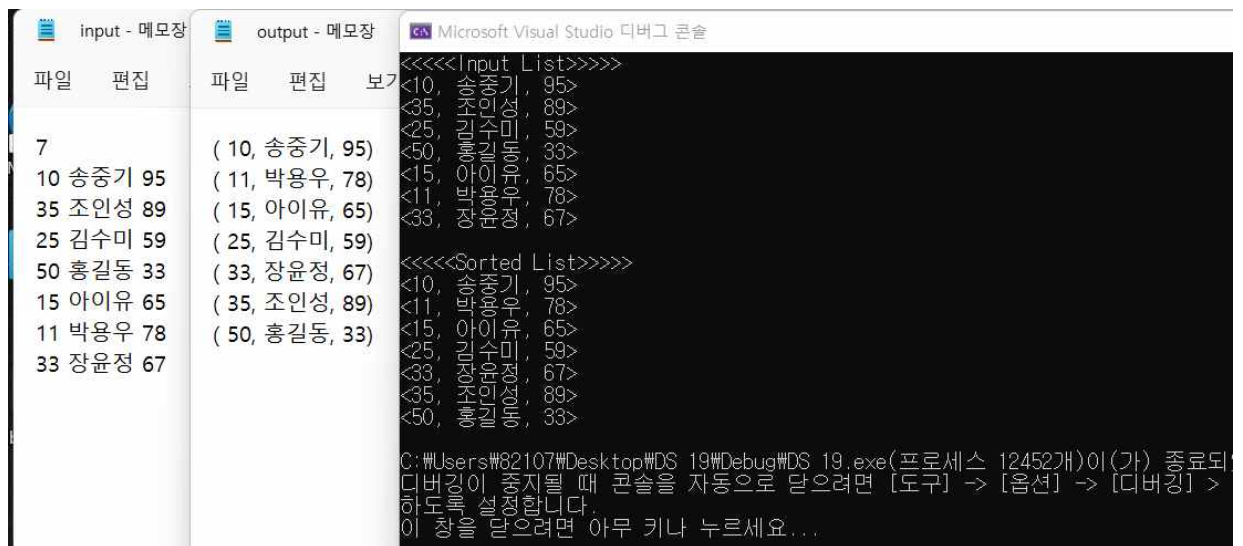 input - 메모장
파일 편집
7
10 송중기 95
35 조인성 89
25 김수미 59
50 홍길동 33
15 아이유 65
11 박용우 78
33 장윤정 67
output - 메모장
파일 편집 보기
( 10, 송중기, 95)
( 11, 박용우, 78)
( 15, 아이유, 65)
( 25, 김수미, 59)
( 33, 장윤정, 67)
( 35, 조인성, 89)
( 50, 홍길동, 33)
Microsoft Visual Studio 디버그 콘솔
<<<<<Input List>>>>>
<10, 송중기, 95>
<35, 조인성, 89>
<25, 김수미, 59>
<50, 홍길동, 33>
<15, 아이유, 65>
<11, 박용우, 78>
<33, 장윤정, 67>
<<<<<Sorted List>>>>>
<10, 송중기, 95>
<11, 박용우, 78>
<15, 아이유, 65>
<25, 김수미, 59>
<33, 장윤정, 67>
<35, 조인성, 89>
<50, 홍길동, 33>
C:₩Users₩82107₩Desktop₩DS 19₩Debug₩DS 19.exe(프로세스 12452개)이(가) 종료되
디버깅이 중지될 때 콘솔을 자동으로 닫으려면 [도구] -> [옵션] -> [디버깅] >
하도록 설정합니다.
이 창을 닫으려면 아무 키나 누르세요...